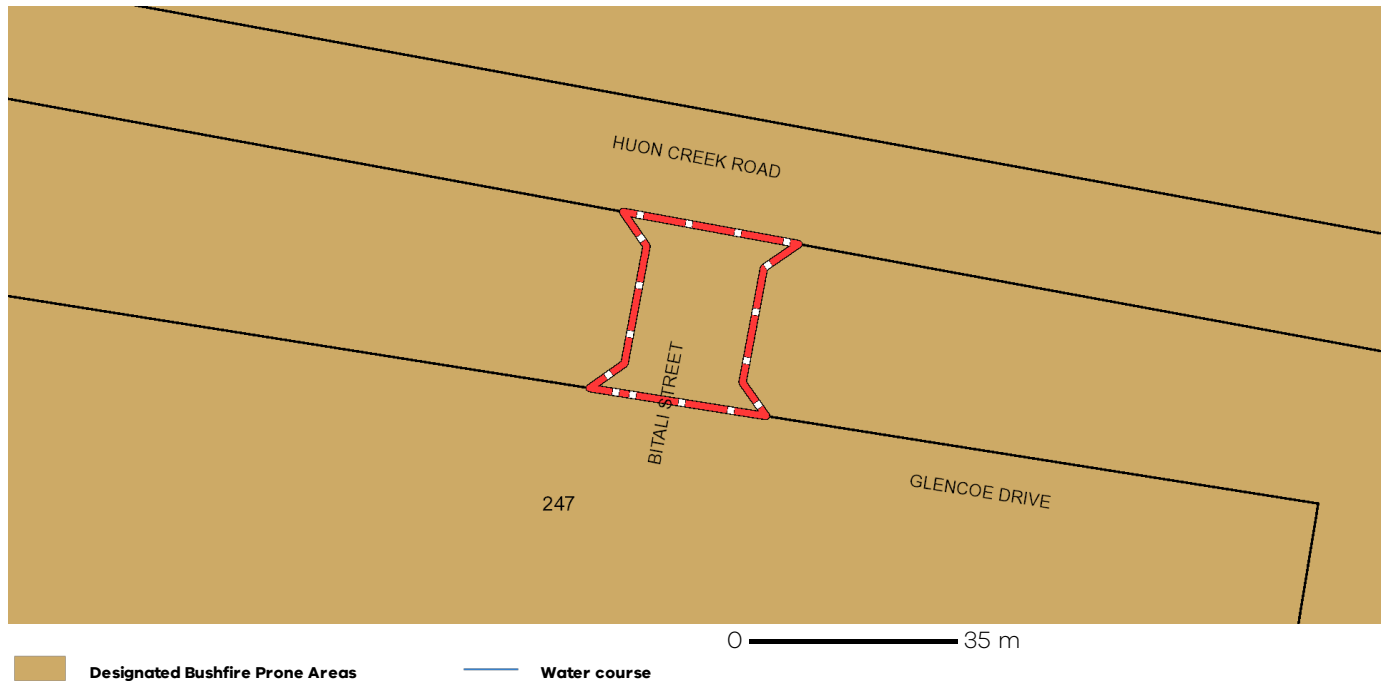 HUON CREEK ROAD
BITALI STREET
GLENCOE DRIVE
247
0 35 m
Designated Bushfire Prone Areas
Water course